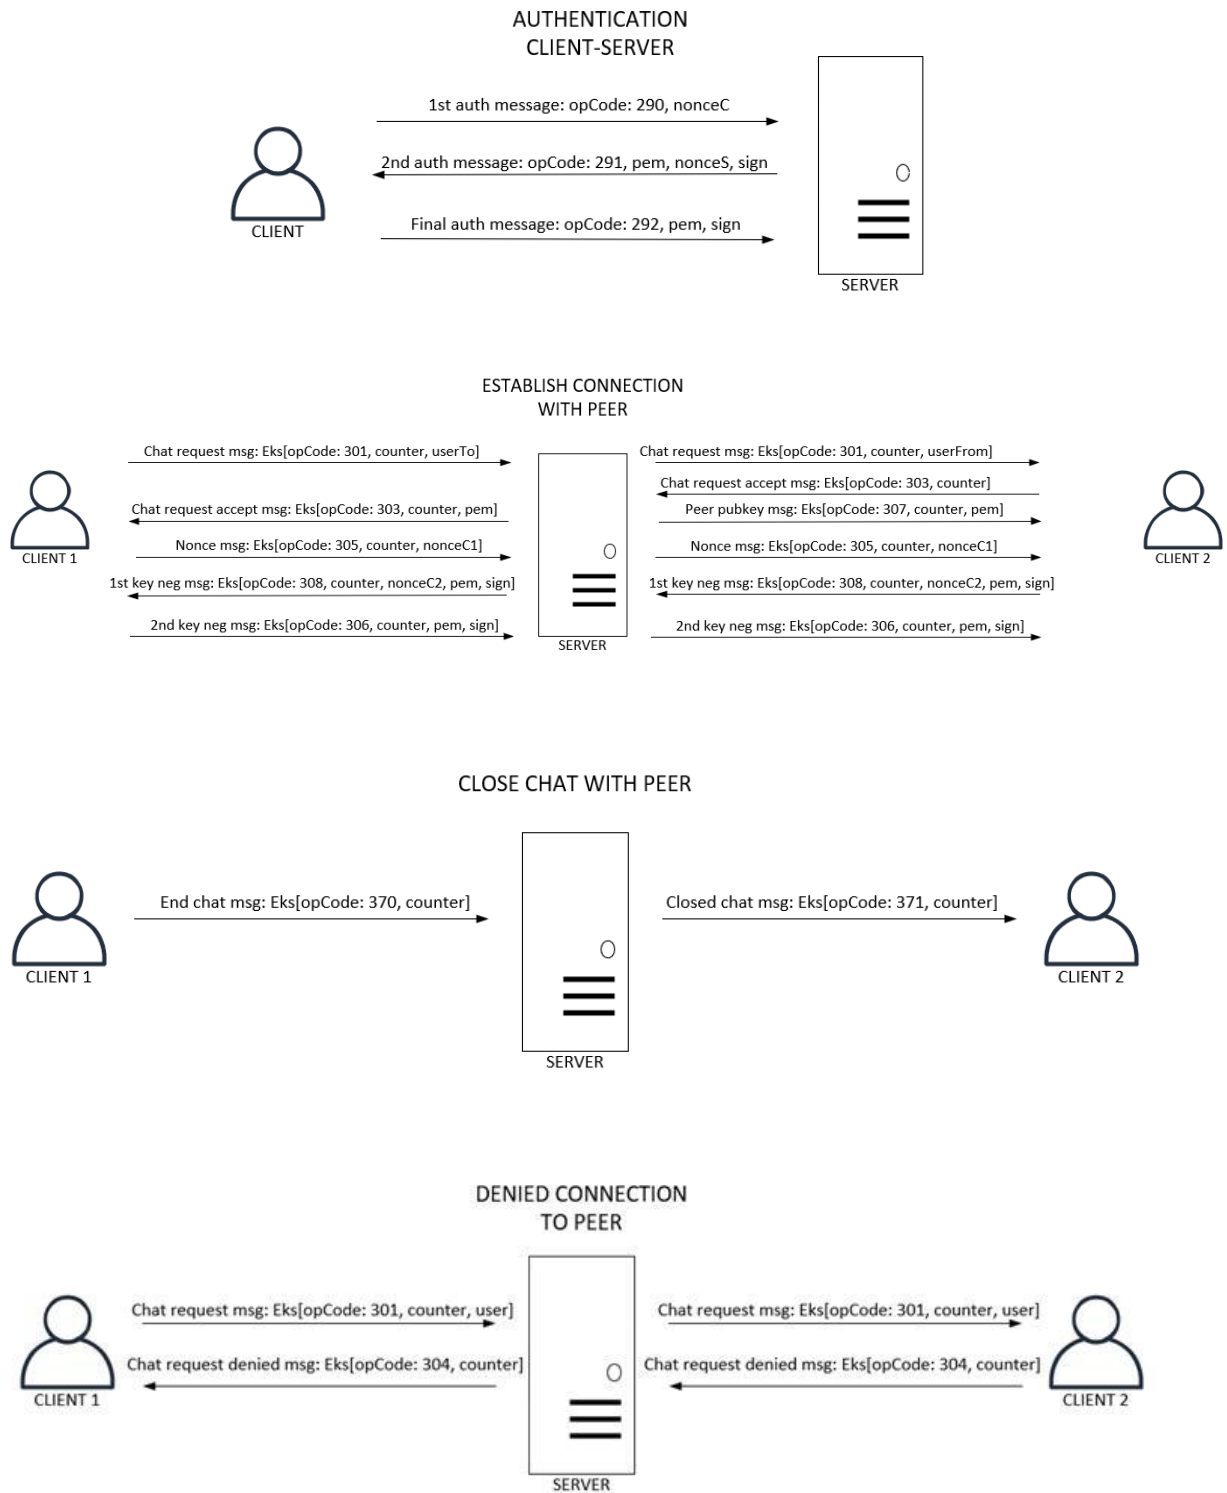 AUTHENTICATION
CLIENT-SERVER
1st auth message: opCode: 290, nonceC
2nd auth message: opCode: 291, pem, nonceS, sign
Final auth message: opCode: 292, pem, sign
CLIENT
SERVER
ESTABLISH CONNECTION
WITH PEER
Chat request msg: Eks[opCode: 301, counter, userTo]
Chat request msg: Eks[opCode: 301, counter, userFrom]
Chat request accept msg: Eks[opCode: 303, counter]
Chat request accept msg: Eks[opCode: 303, counter, pem]
Peer pubkey msg: Eks[opCode: 307, counter, pem]
Nonce msg: Eks[opCode: 305, counter, nonceC1]
Nonce msg: Eks[opCode: 305, counter, nonceC1]
CLIENT 1
CLIENT 2
1st key neg msg: Eks[opCode: 308, counter, nonceC2, pem, sign]
1st key neg msg: Eks[opCode: 308, counter, nonceC2, pem, sign]
2nd key neg msg: Eks[opCode: 306, counter, pem, sign]
2nd key neg msg: Eks[opCode: 306, counter, pem, sign]
SERVER
CLOSE CHAT WITH PEER
End chat msg: Eks[opCode: 370, counter]
Closed chat msg: Eks[opCode: 371, counter]
CLIENT 1
CLIENT 2
SERVER
DENIED CONNECTION
TO PEER
Chat request msg: Eks[opCode: 301, counter, user]
Chat request msg: Eks[opCode: 301, counter, user]
Chat request denied msg: Eks[opCode: 304, counter]
Chat request denied msg: Eks[opCode: 304, counter]
CLIENT 1
CLIENT 2
SERVER